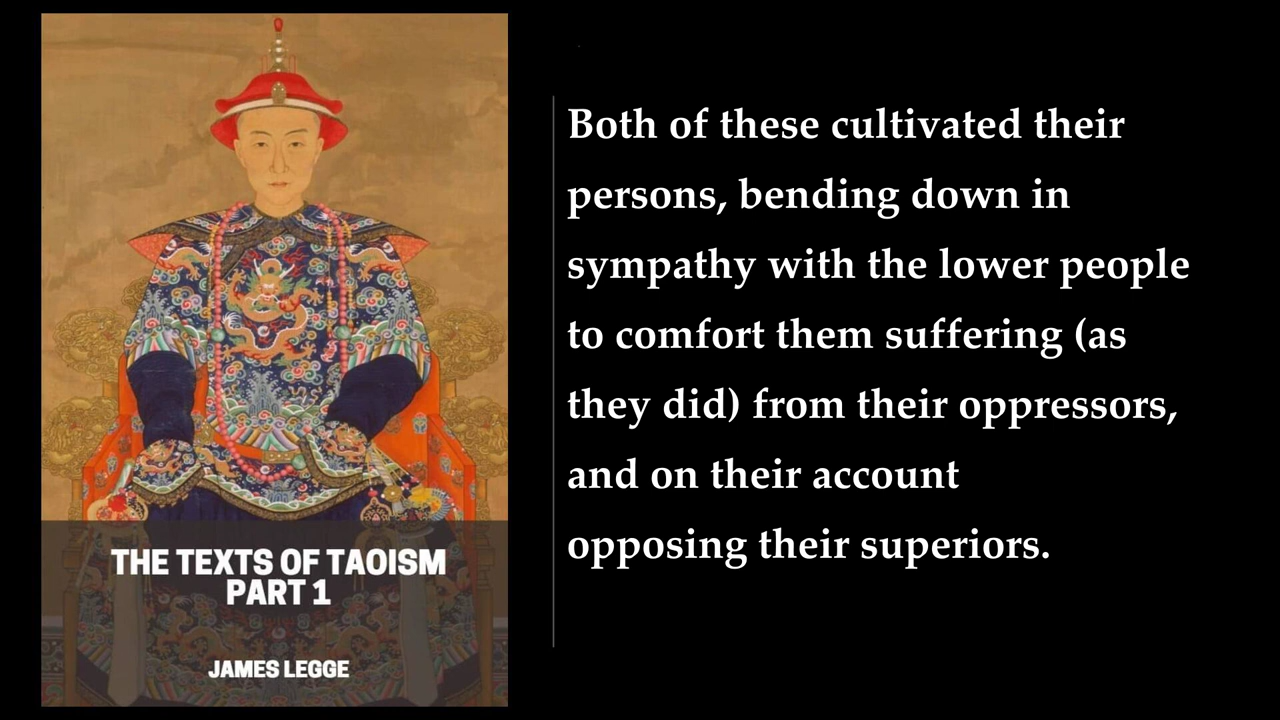 THE TEXTS OF TAOISM
PART 1
JAMES LEGGE
Both of these cultivated their
persons, bending down in
sympathy with the lower people
to comfort them suffering (as
they did) from their oppressors,
and on their account
opposing their superiors.